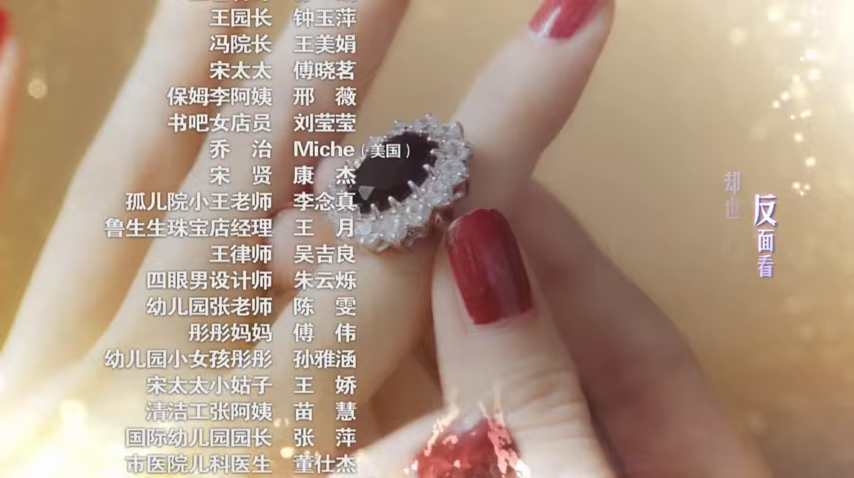 王园长 钟玉萍
冯院长 王美娟
宋太太 傅晓茗
保姆李阿姨 邢 薇
书吧女店员 刘莹莹
乔 治 Miche（美国）
宋 贤 康 杰
孤儿院小王老师 李念真
鲁生生珠宝店经理 王 月
王律师 吴吉良
四眼男设计师 朱云烁
幼儿园张老师 陈 雯
彤彤妈妈 傅 伟
幼儿园小女孩彤彤 孙雅涵
宋太太小姑子 王 娇
清洁工张阿姨 苗 慧
国际幼儿园园长 张 萍
市医院儿科医生 董仕杰
反面看
却也